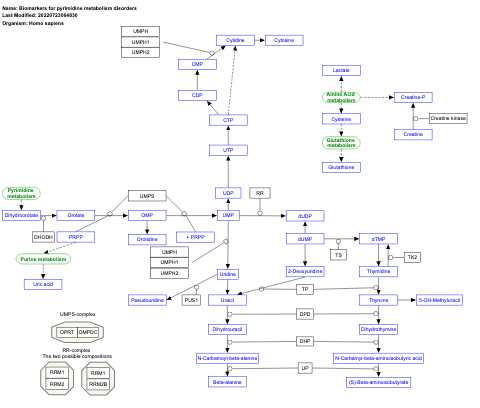 Name: Biomarkers for pyrimidine metabolism disorders
Last Modified: 20220723064830
Organism: Homo sapiens
UMPH
UMPH1
UMPH2
Cytidine
Cytosine
CMP
CDP
CTP
UTP
UDP
RR
Lactate
Amino Acid
metabolism
Creatine-P
Cysteine
Creatine kinase
Creatine
Glutathione
metabolism
Glutathione
Pyrimidine
metabolism
UMPS
Dihydroorotate
Orotate
OMP
UMP
dUDP
DHODH
PRPP
Orotidine
+ PRPP
dUMP
dTMP
Purine metabolism
UMPH
UMPH1
UMPH2
TS
TK2
Uric acid
Uridine
2-Deoxyuridine
Thymidine
Pseudouridine
PUS1
Uracil
TP
Thymine
5-OH-Methyluracil
UMPS-complex
OPRT
OMPDC
DPD
Dihydrouracil
Dihydrothymine
DHP
RR-complex
The two possible compositions
N-Carbamoyl-beta-alanine
N-Carbamyl-beta-aminoisobutyric acid
RRM1
RRM2
RRM1
RRM2B
UP
Beta-alanine
(S)-Beta-aminoisobutyrate